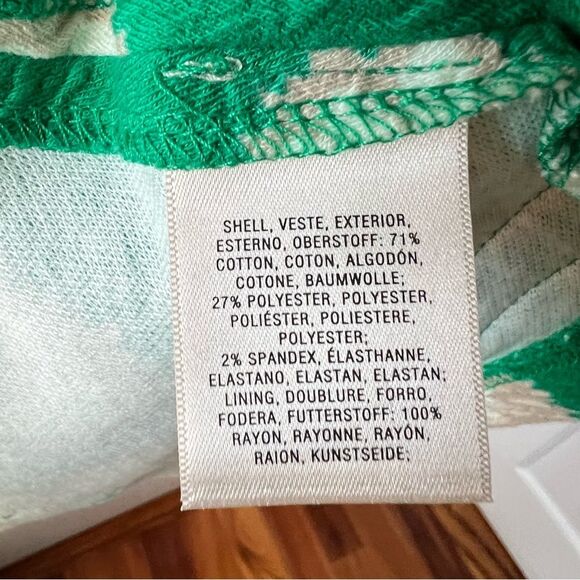 SHELL, VESTE, EXTERIOR,
ESTERNO, OBERSTOFF: 71%
COTTON, COTON, ALGODÓN,
COTONE, BAUMWOLLE;
27% POLYESTER, POLYESTER,
POLIÉSTER, POLIESTERE,
POLYESTER;
2% SPANDEX, ÉLASTHANNE,
ELASTANO, ELASTAN, ELASTAN;
LINING, DOUBLURE, FORRO,
FODERA, FUTTERSTOFF: 100%
RAYON, RAYONNE, RAYÓN,
RAION, KUNSTSEIDE;